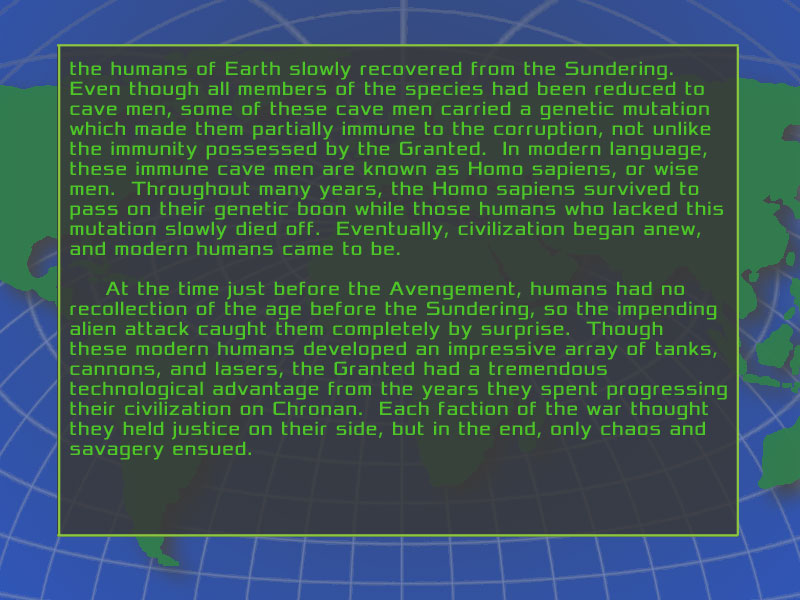 the humans of Earth slowly recovered from the Sundering.
Even though all members of the species had been reduced to
cave men, some of these cave men carried a genetic mutation
which made them partially immune to the corruption, not unlike
the immunity possessed by the Granted.  In modern language,
these immune cave men are known as Homo sapiens, or wise
men.  Throughout many years, the Homo sapiens survived to
pass on their genetic boon while those humans who lacked this
mutation slowly died off.  Eventually, civilization began anew,
and modern humans came to be.

At the time just before the Avengement, humans had no
recollection of the age before the Sundering, so the impending
alien attack caught them completely by surprise.  Though
these modern humans developed an impressive array of tanks,
cannons, and lasers, the Granted had a tremendous
technological advantage from the years they spent progressing
their civilization on Chronan.  Each faction of the war thought
they held justice on their side, but in the end, only chaos and
savagery ensued.